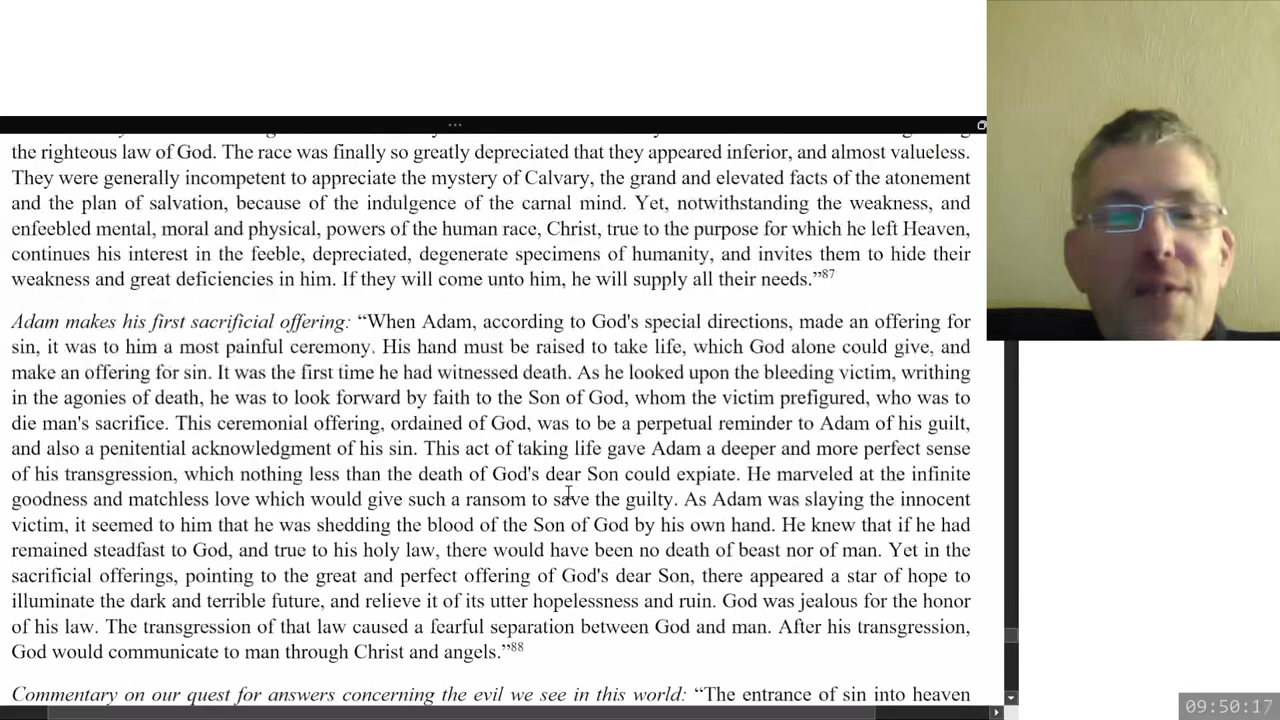 the righteous law of God. The race was finally so greatly depreciated that they appeared inferior, and almost valueless.
They were generally incompetent to appreciate the mystery of Calvary, the grand and elevated facts of the atonement
and the plan of salvation, because of the indulgence of the carnal mind. Yet, notwithstanding the weakness, and
enfeebled mental, moral and physical, powers of the human race, Christ, true to the purpose for which he left Heaven,
continues his interest in the feeble, depreciated, degenerate specimens of humanity, and invites them to hide their
weakness and great deficiencies in him. If they will come unto him, he will supply all their needs.”87
Adam makes his first sacrificial offering: “When Adam, according to God's special directions, made an offering for
sin, it was to him a most painful ceremony. His hand must be raised to take life, which God alone could give, and
make an offering for sin. It was the first time he had witnessed death. As he looked upon the bleeding victim, writhing
in the agonies of death, he was to look forward by faith to the Son of God, whom the victim prefigured, who was to
die man's sacrifice. This ceremonial offering, ordained of God, was to be a perpetual reminder to Adam of his guilt,
and also a penitential acknowledgment of his sin. This act of taking life gave Adam a deeper and more perfect sense
of his transgression, which nothing less than the death of God's dear Son could expiate. He marveled at the infinite
goodness and matchless love which would give such a ransom to save the guilty. As Adam was slaying the innocent
victim, it seemed to him that he was shedding the blood of the Son of God by his own hand. He knew that if he had
remained steadfast to God, and true to his holy law, there would have been no death of beast nor of man. Yet in the
sacrificial offerings, pointing to the great and perfect offering of God's dear Son, there appeared a star of hope to
illuminate the dark and terrible future, and relieve it of its utter hopelessness and ruin. God was jealous for the honor
of his law. The transgression of that law caused a fearful separation between God and man. After his transgression,
God would communicate to man through Christ and angels.”88
Commentary on our quest for answers concerning the evil we see in this world: “The entrance of sin into heaven
09:50:17